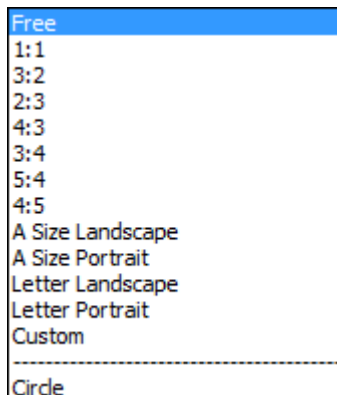 Free
1:1
3:2
2:3
4:3
3:4
5:4
4:5
A Size Landscape
A Size Portrait
Letter Landscape
Letter Portrait
Custom
----------------------------------------
Circle